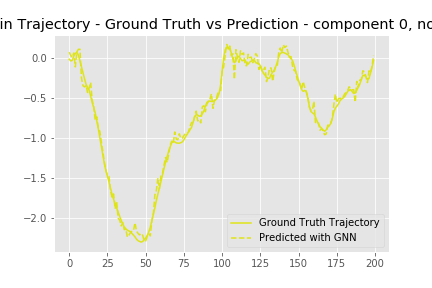 in Trajectory - Ground Truth vs Prediction - component 0, no
0.0
−0.5
−1.0
−1.5
−2.0
0 25 50 75 100 125 150 175 200
Ground Truth Trajectory
Predicted with GNN